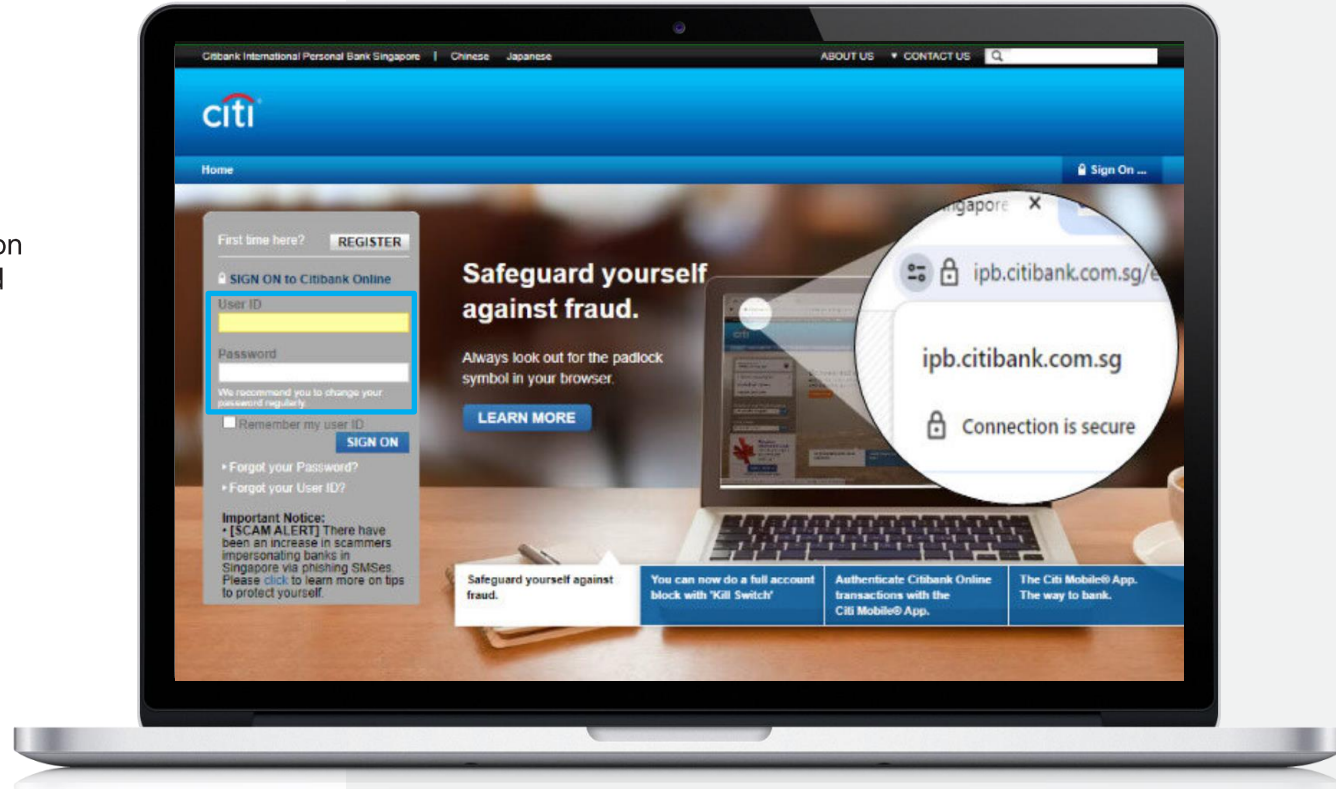 on
d
Citibank International Personal Bank Singapore | Chinese Japanese
ABOUT US ▼ CONTACT US
citi
Home
Sign On ...
First time here? REGISTER
SIGN ON to Citibank Online
User ID
Password
We recommend you to change your
password regularly.
Remember my user ID
SIGN ON
Forgot your Password?
Forgot your User ID?
Important Notice:
• [SCAM ALERT] There have
been an increase in scammers
impersonating banks in
Singapore via phishing SMSes.
Please click to learn more on tips
to protect yourself.
Safeguard yourself
against fraud.
Always look out for the padlock
symbol in your browser.
LEARN MORE
ngapore X
ipb.citibank.com.sg/e
ipb.citibank.com.sg
Connection is secure
Safeguard yourself against
fraud.
You can now do a full account
block with 'Kill Switch'
Authenticate Citibank Online
transactions with the
Citi Mobile® App.
The Citi Mobile® App.
The way to bank.